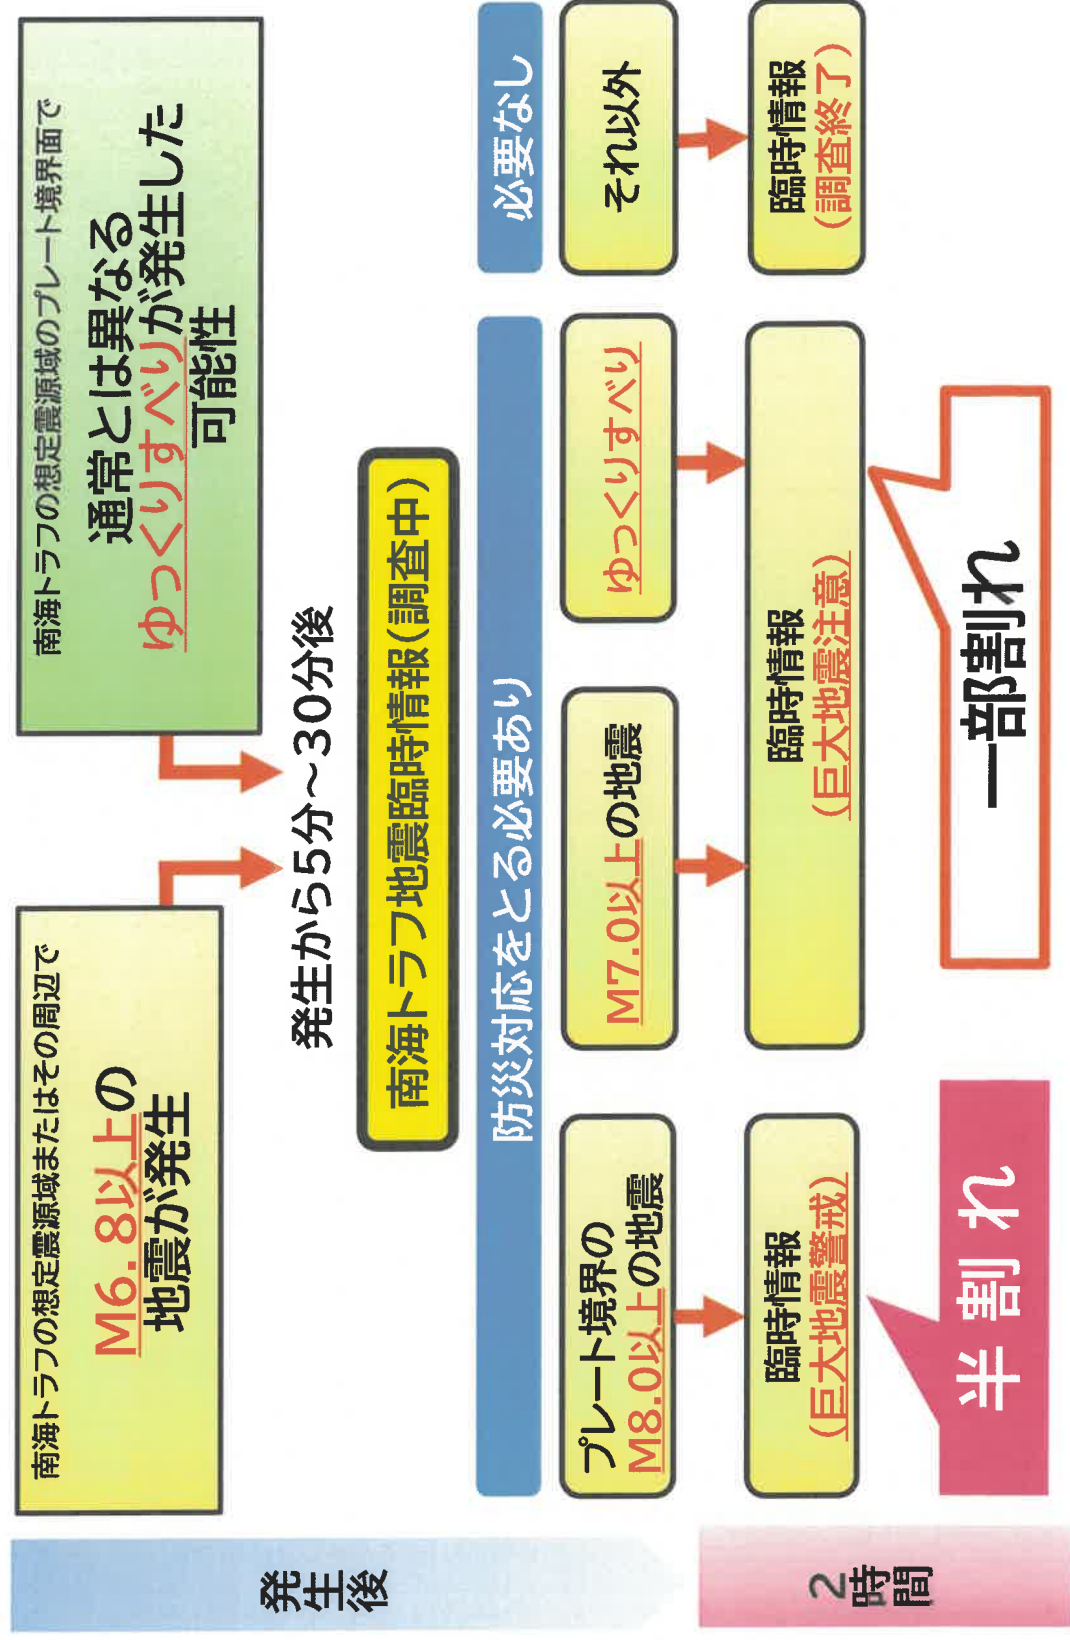 南海トラフの想定震源域またはその周辺で
M6.8以上の
地震が発生
南海トラフの想定震源域のプレート境界面で
通常とは異なる
ゆっくりすべりが発生した
可能性
発生から5分～30分後
南海トラフ地震臨時情報(調査中)
防災対応をとる必要あり
必要なし
プレート境界の
M8.0以上の地震
M7.0以上の地震
ゆっくりすべり
それ以外
臨時情報
(巨大地震警戒)
臨時情報
(巨大地震注意)
臨時情報
(調査終了)
半割れ
一部割れ
発生後
2時間